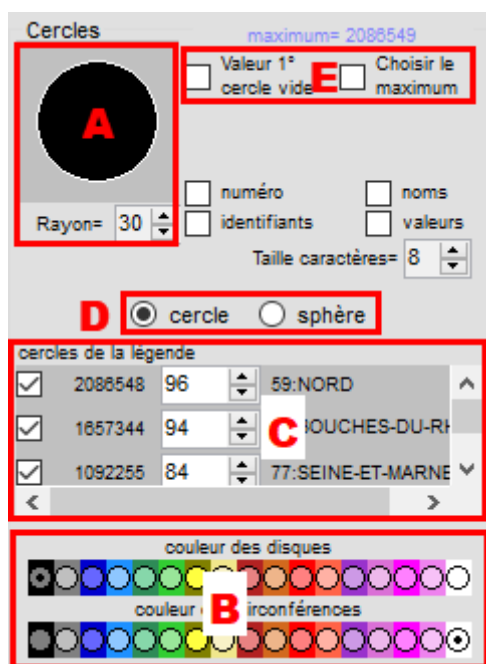 Cercles
maximum= 2086549
Valeur 1°
cercle vide
E
Choisir le
maximum
A
Rayon= 30
numéro
noms
identifiants
valeurs
Taille caractères= 8
D
cercle
sphère
cercles de la légende
2086548 96 59:NORD
1657344 94 BOUCHES-DU-RH
C
1092255 84 77:SEINE-ET-MARNE
couleur des disques
couleur irconférences
B